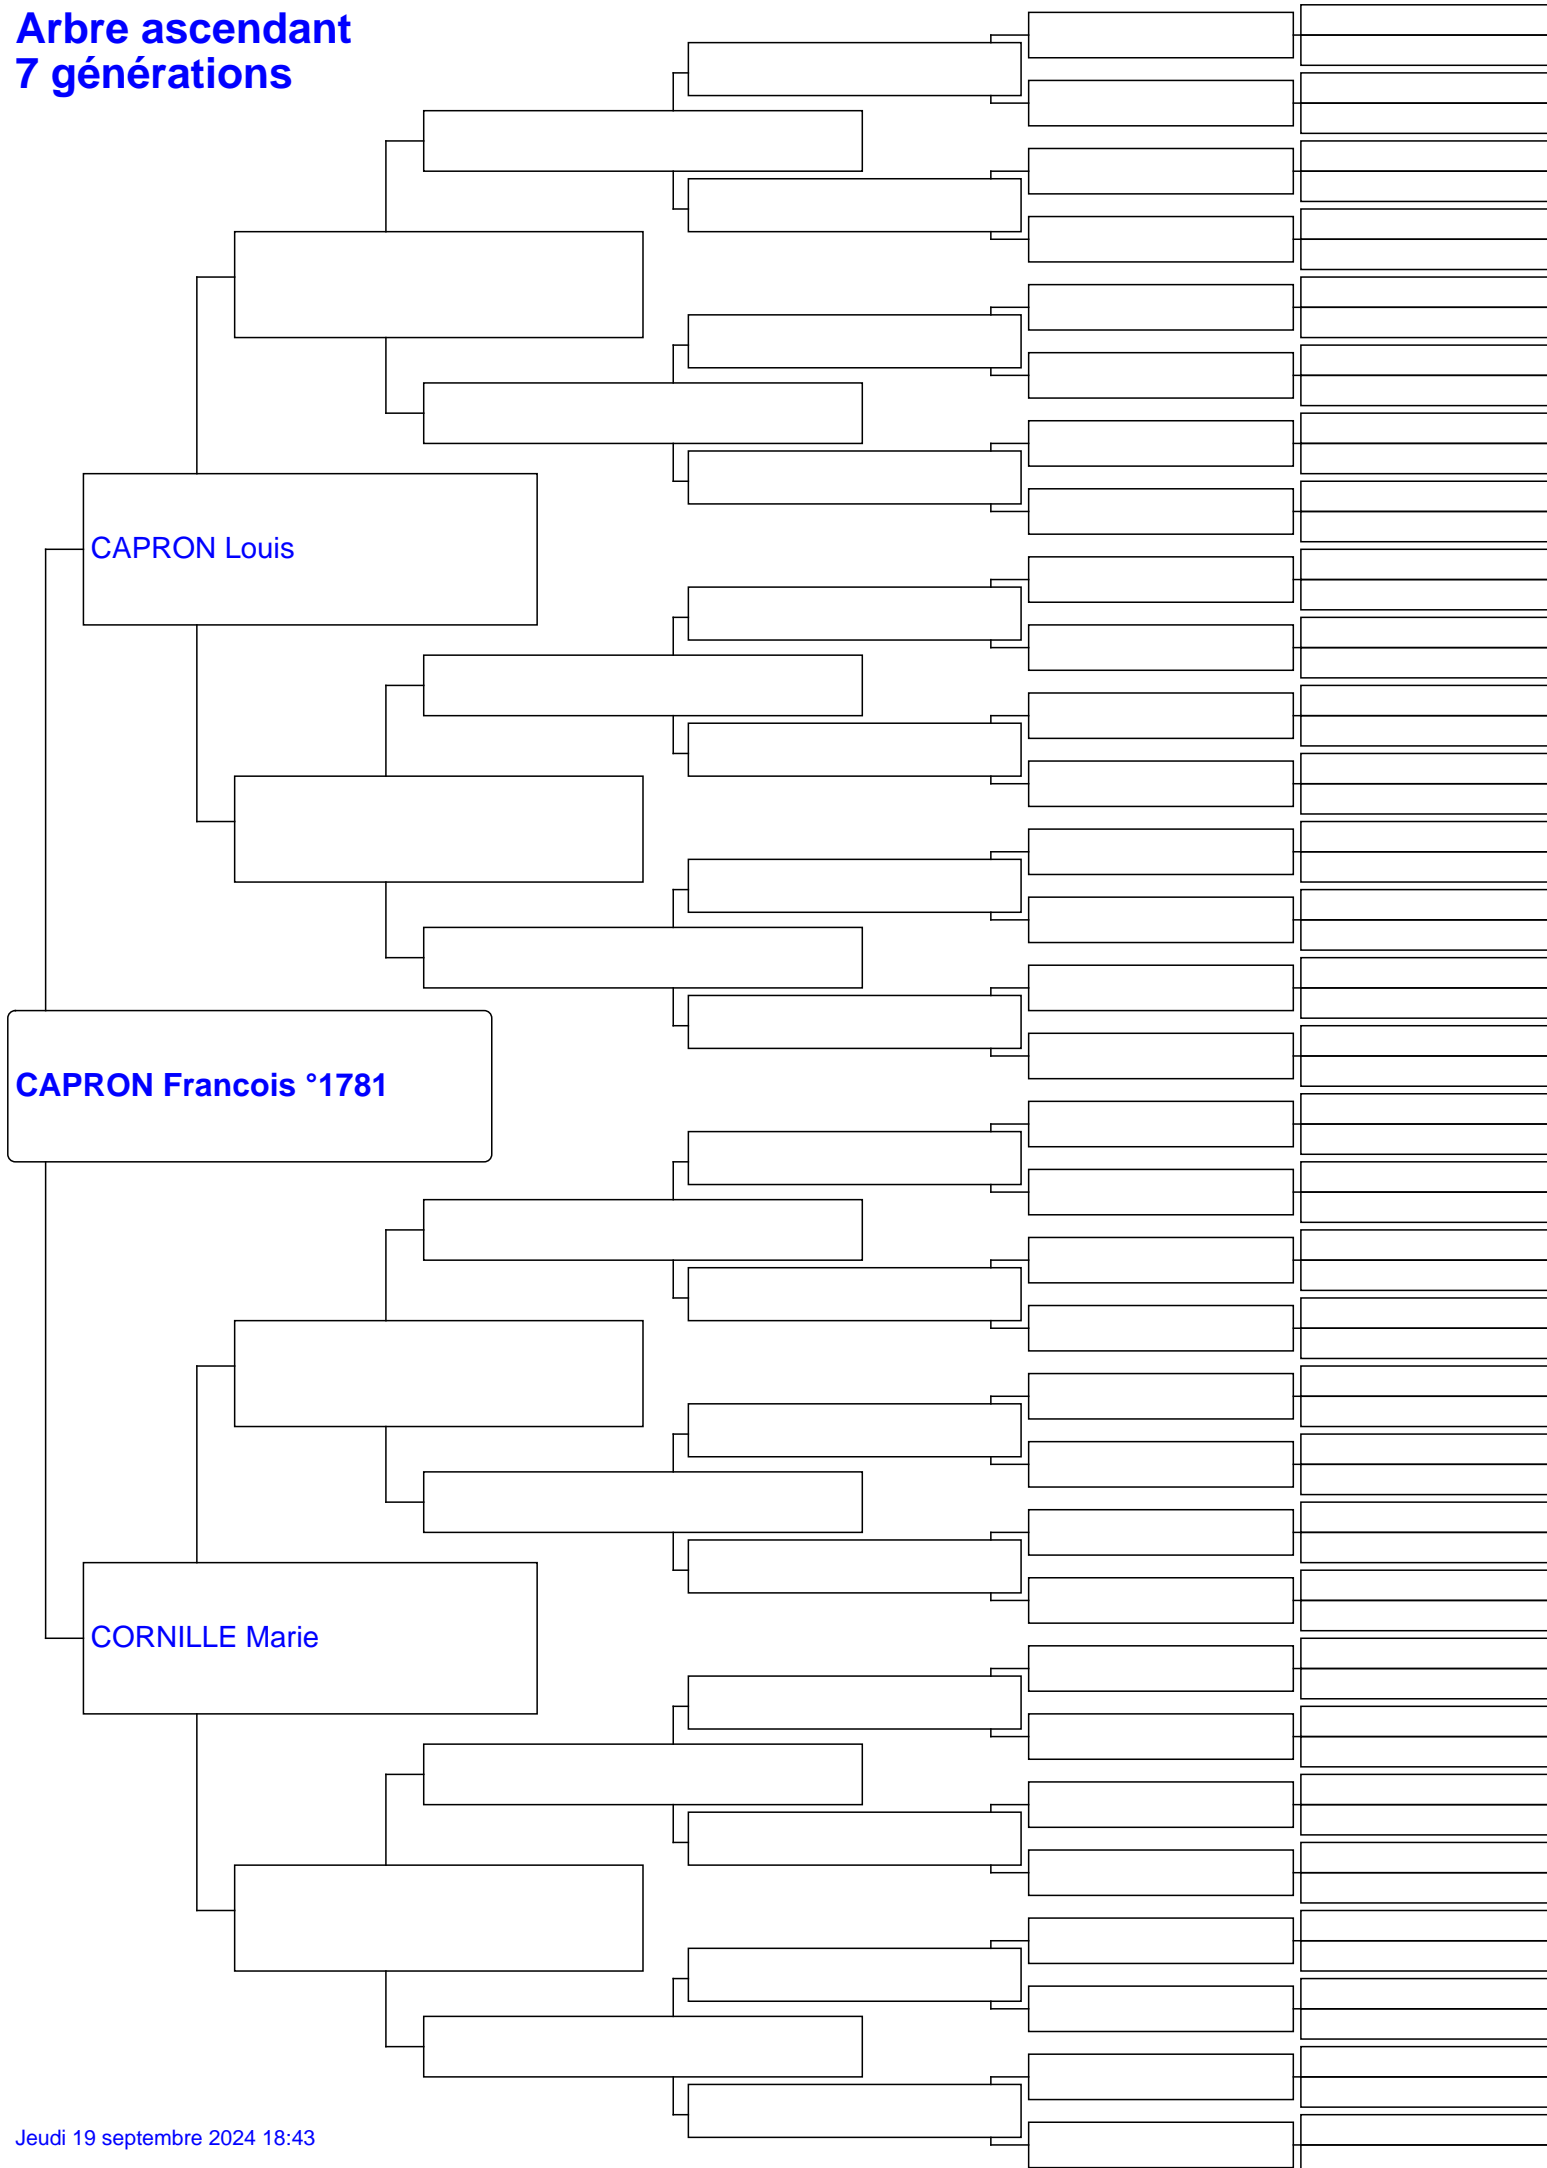 Arbre ascendant
7 générations
CAPRON Louis
CAPRON Francois °1781
CORNILLE Marie
Jeudi 19 septembre 2024 18:43